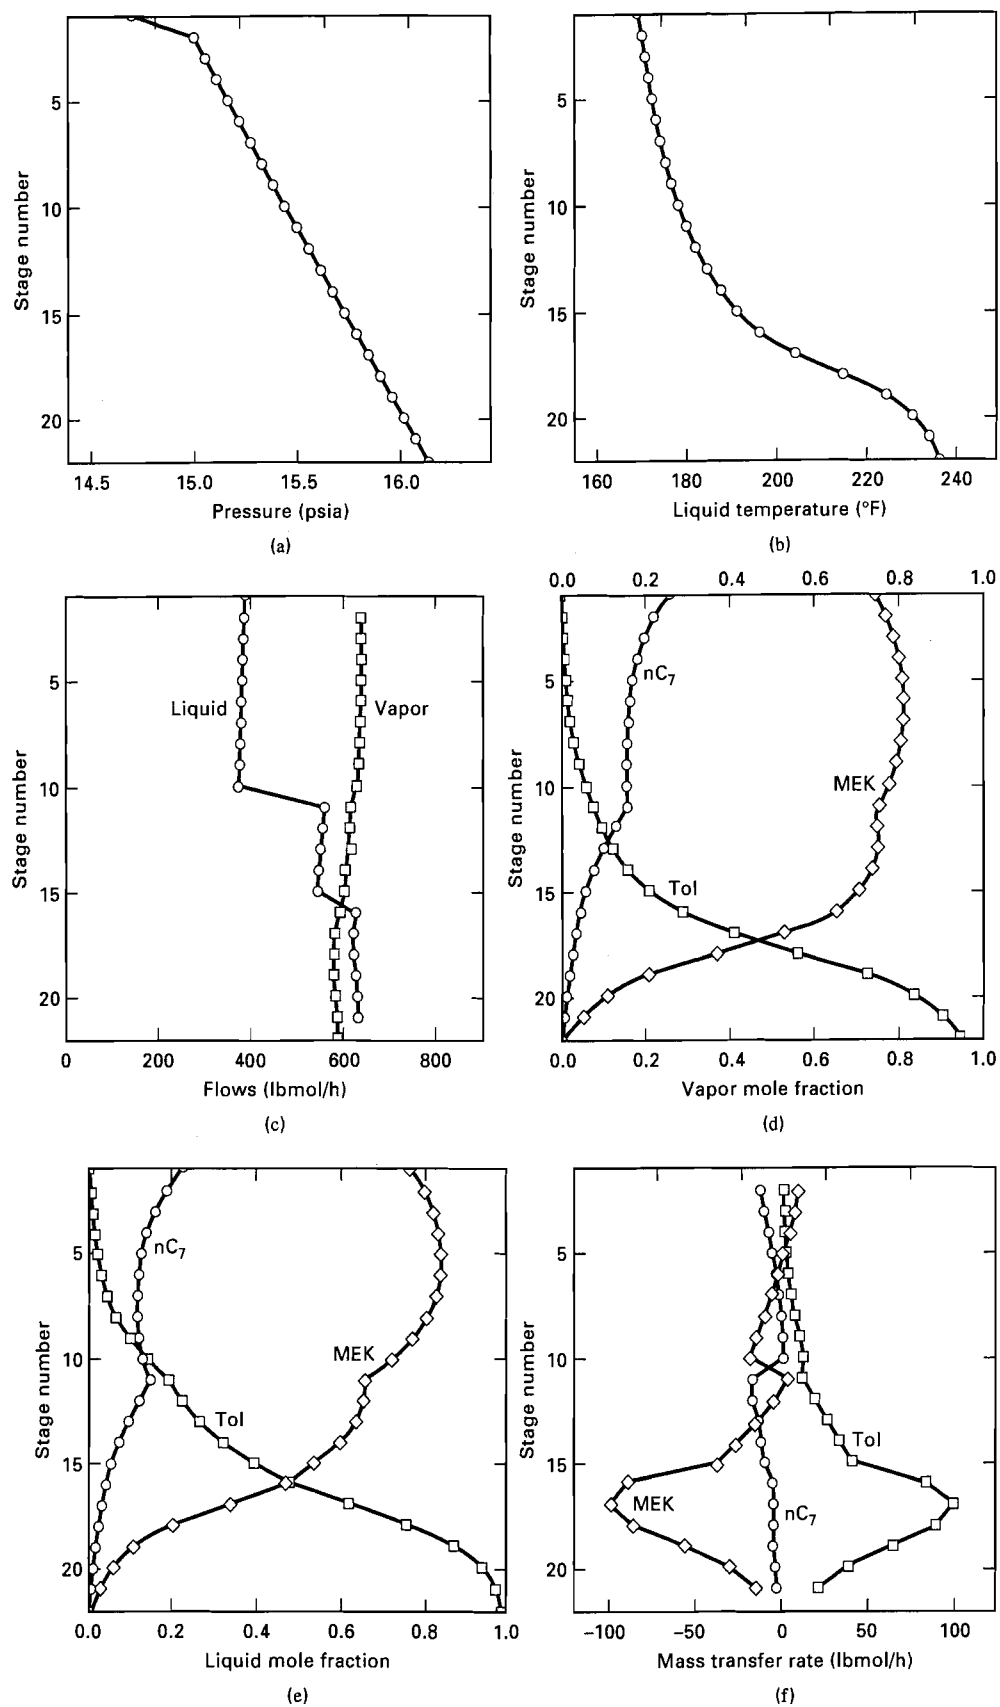 Stage number
5
10
15
20
14.5 15.0 15.5 16.0
Pressure (psia)
(a)
Stage number
5
10
15
20
160 180 200 220 240
Liquid temperature (°F)
(b)
Stage number
5
10
15
20
Liquid
Vapor
0 200 400 600 800
Flows (lbmol/h)
(c)
0.0 0.2 0.4 0.6 0.8 1.0
Stage number
5
10
15
20
nC7
MEK
Tol
0.0 0.2 0.4 0.6 0.8 1.0
Vapor mole fraction
(d)
Stage number
5
10
15
20
nC7
MEK
Tol
0.0 0.2 0.4 0.6 0.8 1.0
Liquid mole fraction
(e)
Stage number
5
10
15
20
Tol
MEK
nC7
−100 −50 0 50 100
Mass transfer rate (lbmol/h)
(f)